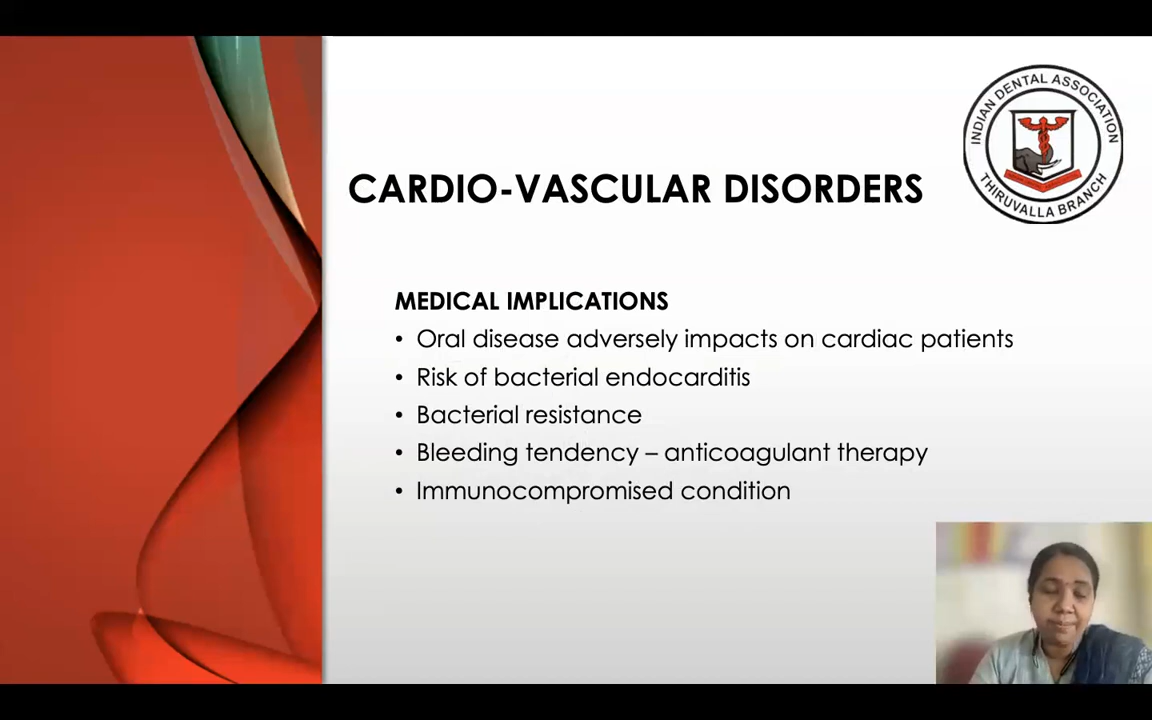 INDIAN DENTAL ASSOCIATION
THIRUVALLA BRANCH
CARDIO-VASCULAR DISORDERS
MEDICAL IMPLICATIONS
• Oral disease adversely impacts on cardiac patients
• Risk of bacterial endocarditis
• Bacterial resistance
• Bleeding tendency – anticoagulant therapy
• Immunocompromised condition